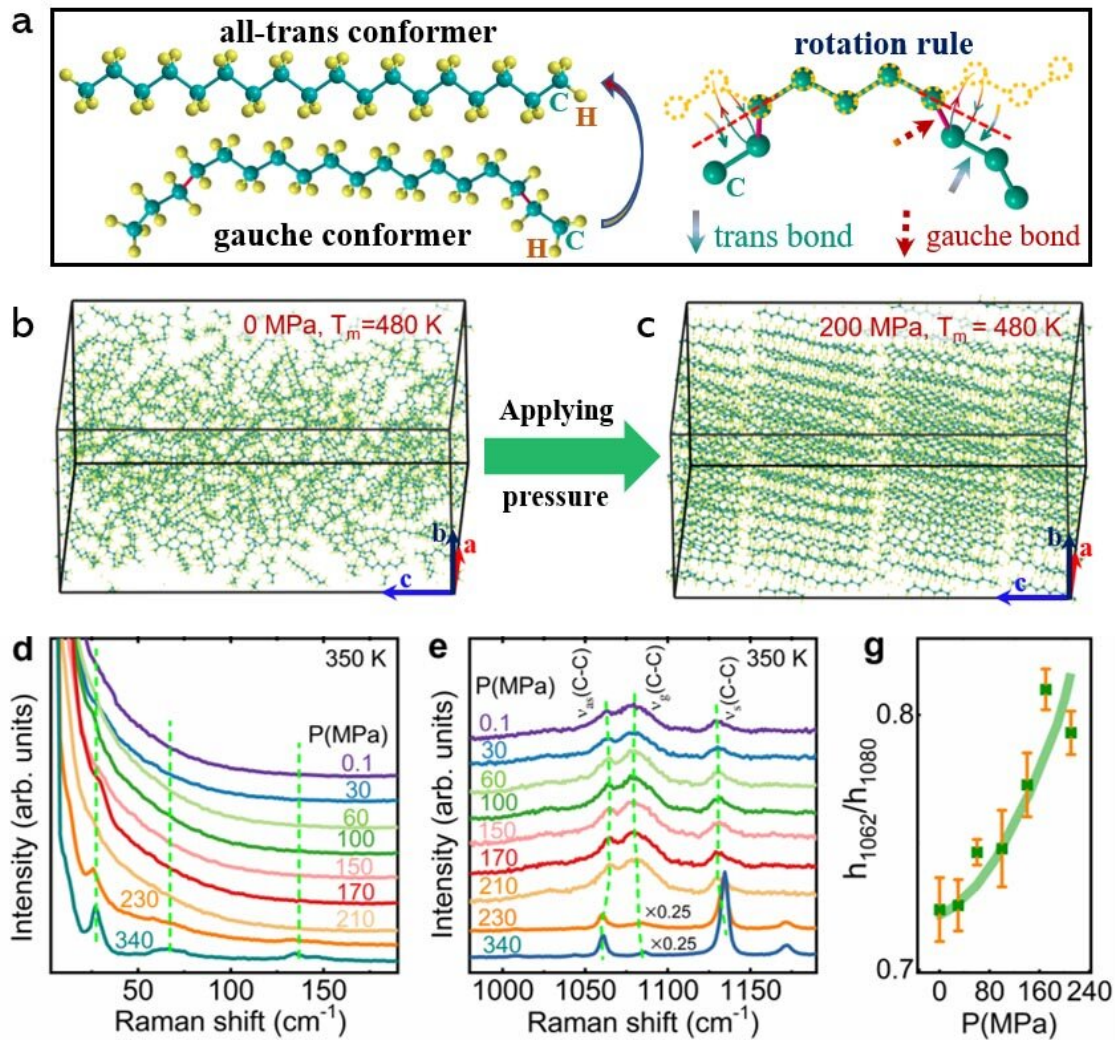 a
all-trans conformer
C
H
gauche conformer
C
H
rotation rule
C
trans bond
gauche bond
b
0 MPa, Tm=480 K
b
a
c
Applying
pressure
c
200 MPa, Tm = 480 K
b
a
c
d
350 K
P(MPa)
0.1
30
60
100
150
170
210
230
340
Intensity (arb. units)
50
100
150
Raman shift (cm-1)
e
350 K
νas(C-C)
νg(C-C)
νs(C-C)
P(MPa)
0.1
30
60
100
150
170
210
230
×0.25
340
×0.25
Intensity (arb. units)
1000
1050
1100
1150
Raman shift (cm-1)
g
h1062/h1080
0.8
0.7
0
80
160
240
P(MPa)